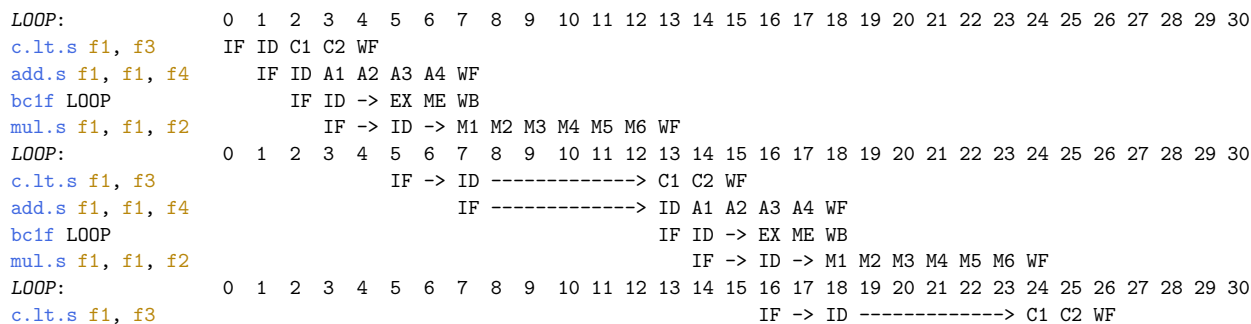 LOOP: 0 1 2 3 4 5 6 7 8 9 10 11 12 13 14 15 16 17 18 19 20 21 22 23 24 25 26 27 28 29 30
c.lt.s f1, f3 IF ID C1 C2 WF
add.s f1, f1, f4 IF ID A1 A2 A3 A4 WF
bc1f LOOP IF ID -> EX ME WB
mul.s f1, f1, f2 IF -> ID -> M1 M2 M3 M4 M5 M6 WF
LOOP: 0 1 2 3 4 5 6 7 8 9 10 11 12 13 14 15 16 17 18 19 20 21 22 23 24 25 26 27 28 29 30
c.lt.s f1, f3 IF -> ID -------------> C1 C2 WF
add.s f1, f1, f4 IF -------------> ID A1 A2 A3 A4 WF
bc1f LOOP IF ID -> EX ME WB
mul.s f1, f1, f2 IF -> ID -> M1 M2 M3 M4 M5 M6 WF
LOOP: 0 1 2 3 4 5 6 7 8 9 10 11 12 13 14 15 16 17 18 19 20 21 22 23 24 25 26 27 28 29 30
c.lt.s f1, f3 IF -> ID -------------> C1 C2 WF